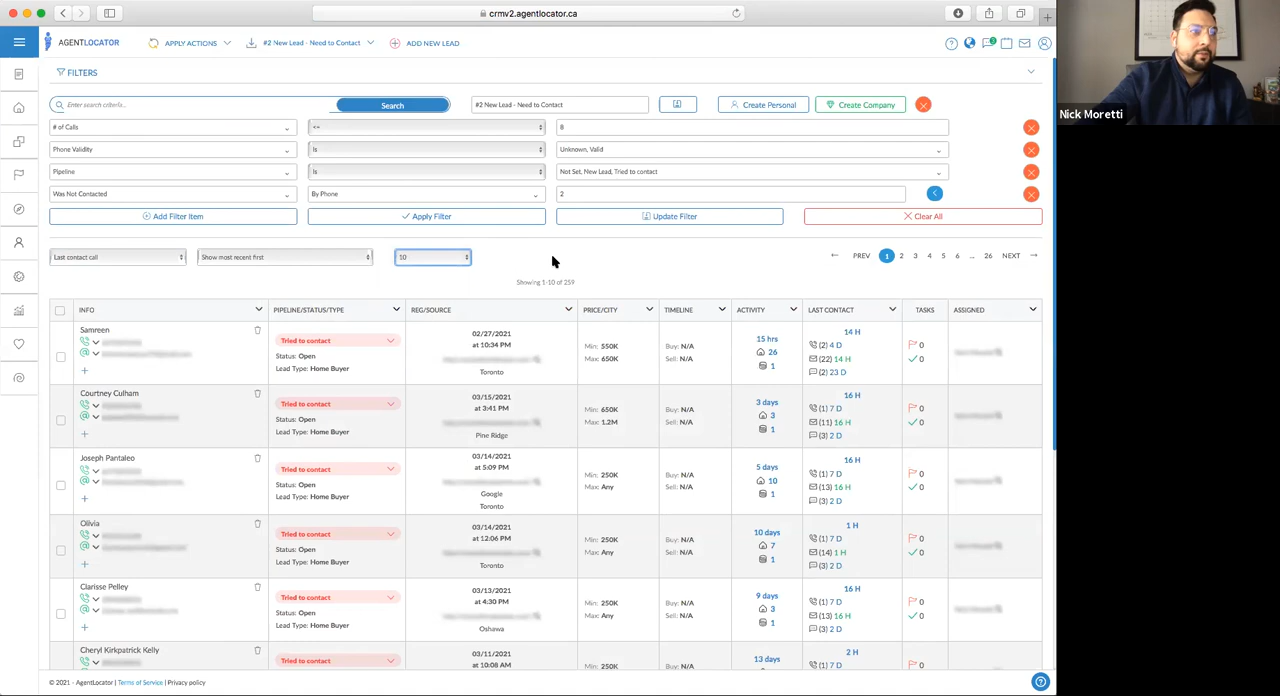 crmv2.agentlocator.ca
AGENTLOCATOR
APPLY ACTIONS
#2 New Lead - Need to Contact
ADD NEW LEAD
FILTERS
Enter search criteria...
Search
#2 New Lead - Need to Contact
Create Personal
Create Company
# of Calls
<=
8
Phone Validity
Is
Unknown, Valid
Pipeline
Is
Not Set, New Lead, Tried to contact
Was Not Contacted
By Phone
2
Add Filter Item
Apply Filter
Update Filter
Clear All
Last contact call
Show most recent first
10
PREV 1 2 3 4 5 6 ... 26 NEXT
Showing 1-10 of 259
INFO PIPELINE/STATUS/TYPE REG/SOURCE PRICE/CITY TIMELINE ACTIVITY LAST CONTACT TASKS ASSIGNED
Samreen
Tried to contact
Status: Open
Lead Type: Home Buyer
02/27/2021
at 10:34 PM
Toronto
Min: 550K
Max: 650K
Buy: N/A
Sell: N/A
15 hrs
26
1
14 H
(2) 4 D
(22) 14 H
(2) 23 D
0
0
Courtney Culham
Tried to contact
Status: Open
Lead Type: Home Buyer
03/15/2021
at 3:41 PM
Pine Ridge
Min: 650K
Max: 1.2M
Buy: N/A
Sell: N/A
3 days
3
1
16 H
(1) 7 D
(11) 16 H
(3) 2 D
0
0
Joseph Pantaleo
Tried to contact
Status: Open
Lead Type: Home Buyer
03/14/2021
at 5:09 PM
Google
Toronto
Min: 250K
Max: Any
Buy: N/A
Sell: N/A
5 days
10
1
16 H
(1) 7 D
(13) 16 H
(3) 2 D
0
0
Olivia
Tried to contact
Status: Open
Lead Type: Home Buyer
03/14/2021
at 12:06 PM
Toronto
Min: 250K
Max: Any
Buy: N/A
Sell: N/A
10 days
7
1
1 H
(1) 7 D
(14) 1 H
(3) 2 D
0
0
Clarisse Pelley
Tried to contact
Status: Open
Lead Type: Home Buyer
03/13/2021
at 4:30 PM
Oshawa
Min: 250K
Max: Any
Buy: N/A
Sell: N/A
9 days
3
1
16 H
(1) 7 D
(13) 16 H
(3) 2 D
0
0
Cheryl Kirkpatrick Kelly
Tried to contact
03/11/2021
at 10:08 AM
Min: 250K
Buy: N/A
13 days
2 H
(1) 7 D
0
© 2021 - AgentLocator | Terms of Service | Privacy policy
Nick Moretti